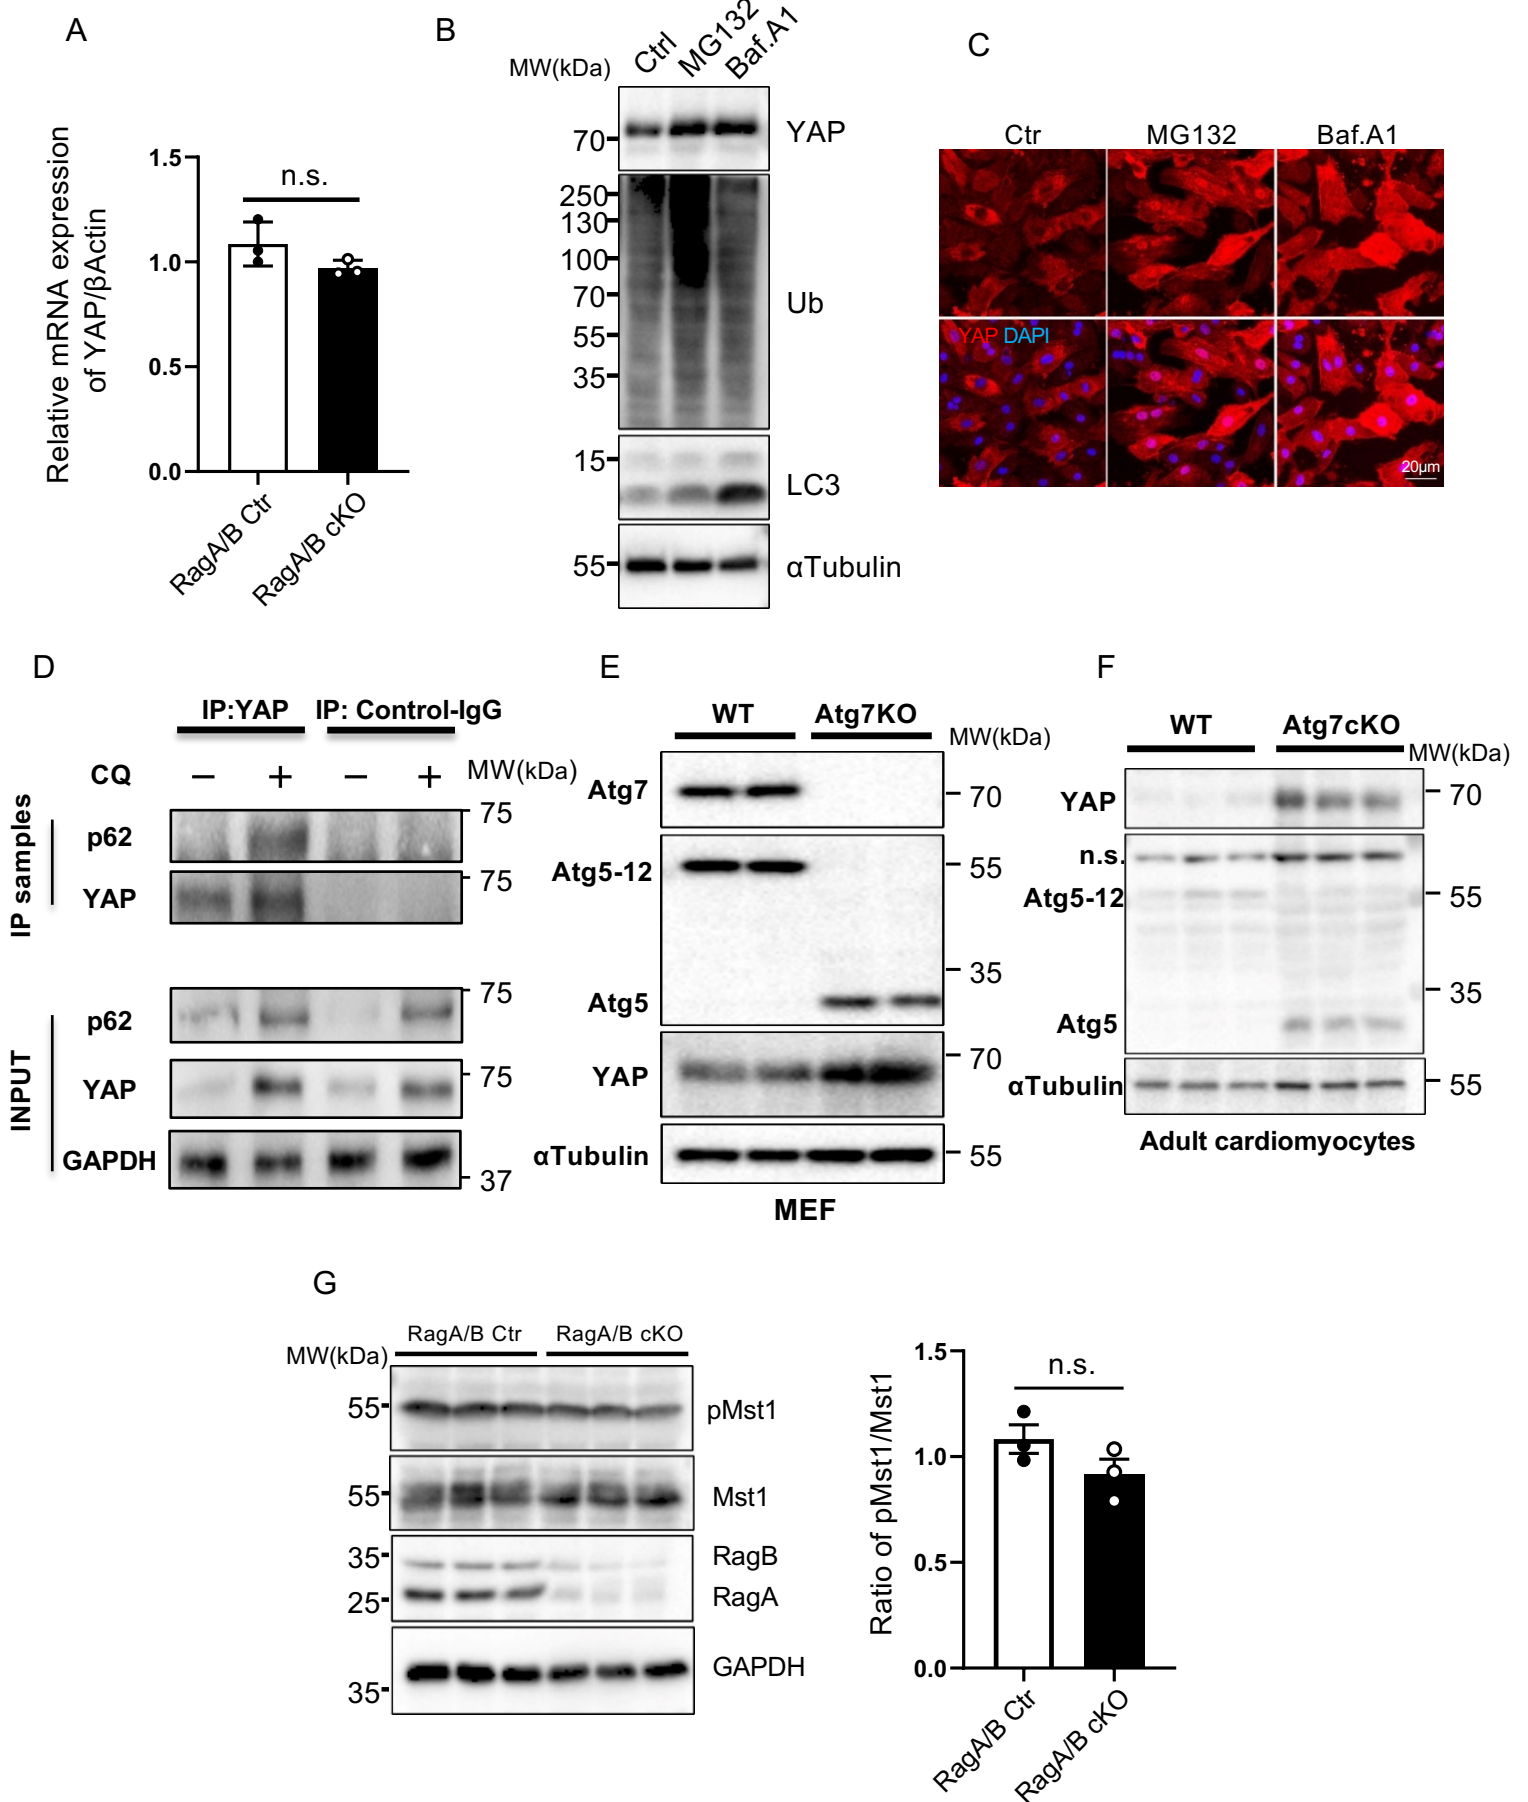 A
Relative mRNA expression
of YAP/βActin
1.5
1.0
0.5
0.0
n.s.
RagA/B Ctr
RagA/B cKO
B
MW(kDa)
Ctrl
MG132
Baf.A1
70
YAP
250
130
100
70
55
35
Ub
15
LC3
55
αTubulin
C
Ctr
MG132
Baf.A1
YAP DAPI
20μm
D
IP:YAP
IP: Control-IgG
CQ
− + − +
MW(kDa)
IP samples
p62
75
YAP
75
INPUT
p62
75
YAP
75
GAPDH
37
E
WT
Atg7KO
MW(kDa)
Atg7
70
Atg5-12
55
35
Atg5
YAP
70
αTubulin
55
MEF
F
WT
Atg7cKO
MW(kDa)
YAP
70
n.s.
Atg5-12
55
35
Atg5
αTubulin
55
Adult cardiomyocytes
G
RagA/B Ctr
RagA/B cKO
MW(kDa)
55
pMst1
55
Mst1
35
RagB
25
RagA
GAPDH
35
Ratio of pMst1/Mst1
1.5
1.0
0.5
0.0
n.s.
RagA/B Ctr
RagA/B cKO